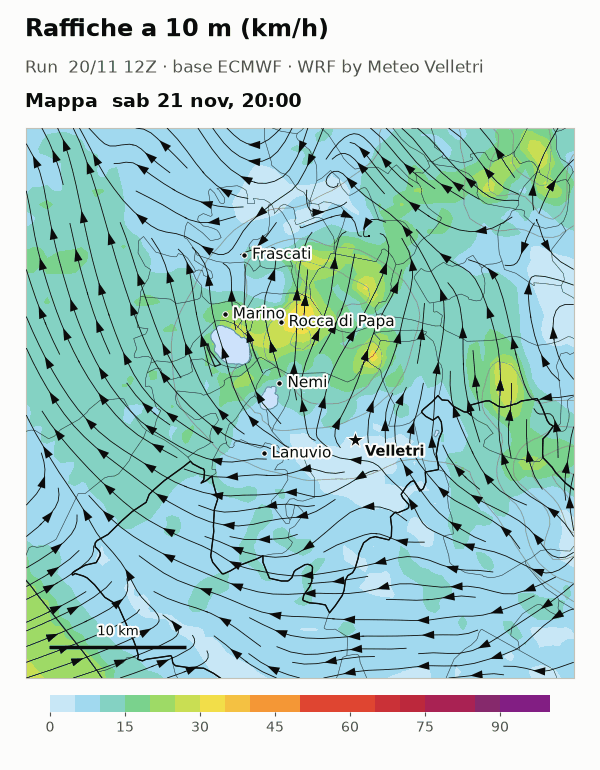 Raffiche a 10 m (km/h)
Run  20/11 12Z · base ECMWF · WRF by Meteo Velletri
Mappa  sab 21 nov, 20:00
Frascati
Marino
Rocca di Papa
Nemi
Lanuvio
Velletri
10 km
0 15 30 45 60 75 90